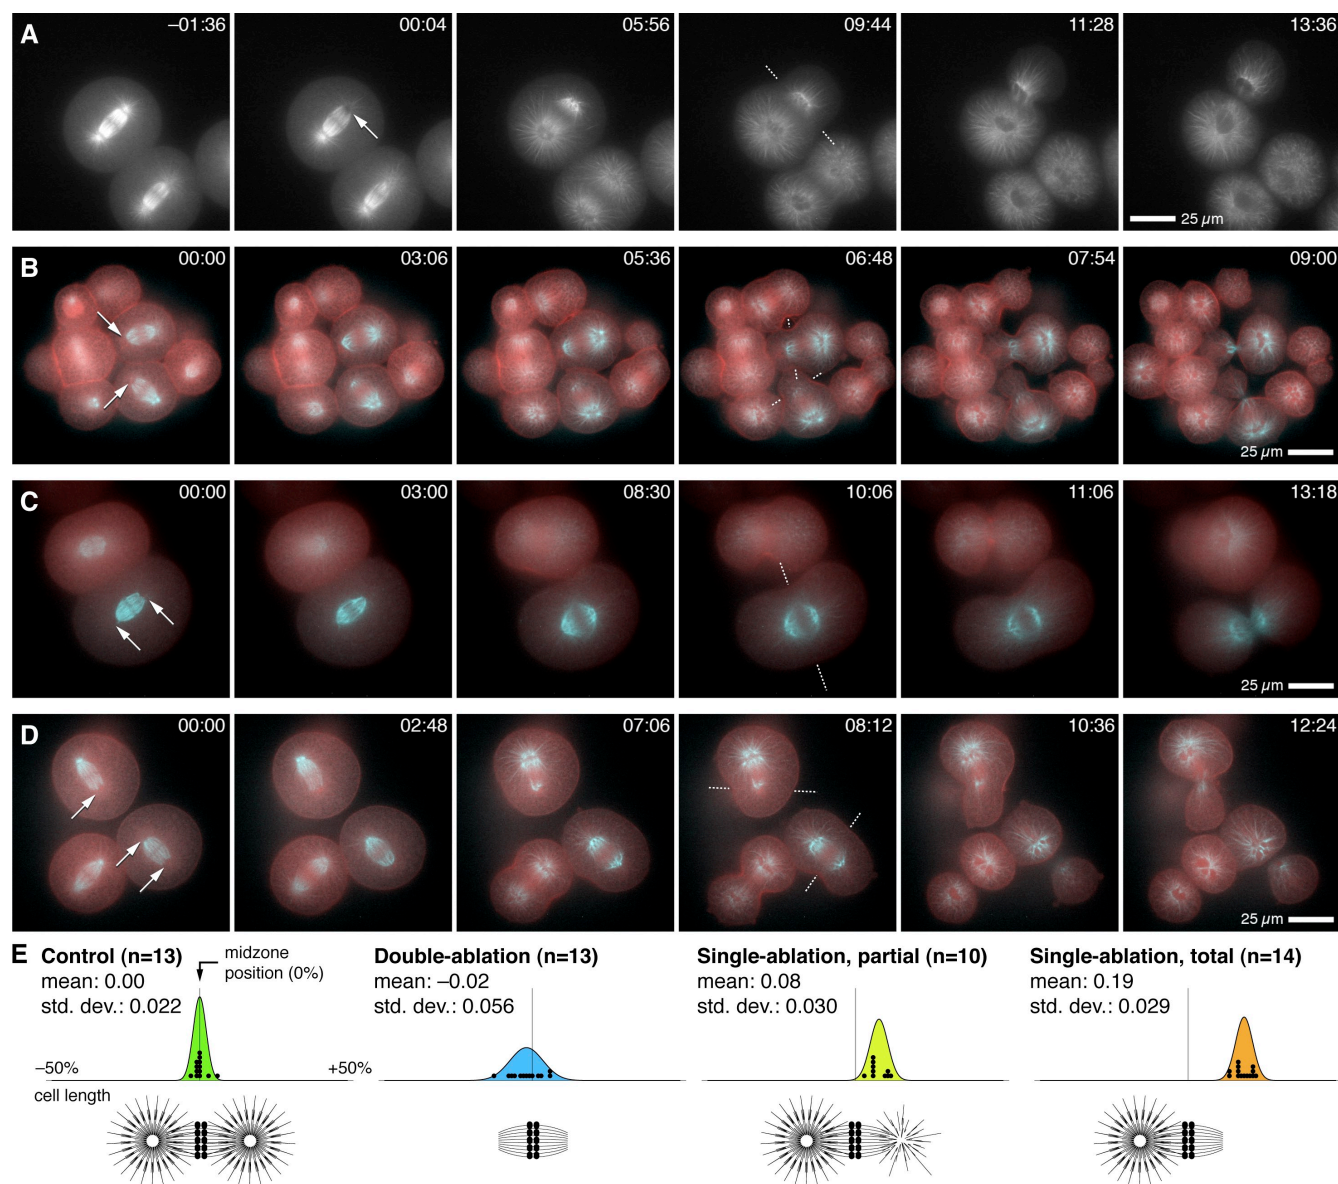 A
–01:36
00:04
05:56
09:44
11:28
13:36
25 µm
B
00:00
03:06
05:36
06:48
07:54
09:00
25 µm
C
00:00
03:00
08:30
10:06
11:06
13:18
25 µm
D
00:00
02:48
07:06
08:12
10:36
12:24
25 µm
E
Control (n=13)
mean: 0.00
std. dev.: 0.022
midzone
position (0%)
–50%
+50%
cell length
Double-ablation (n=13)
mean: –0.02
std. dev.: 0.056
Single-ablation, partial (n=10)
mean: 0.08
std. dev.: 0.030
Single-ablation, total (n=14)
mean: 0.19
std. dev.: 0.029